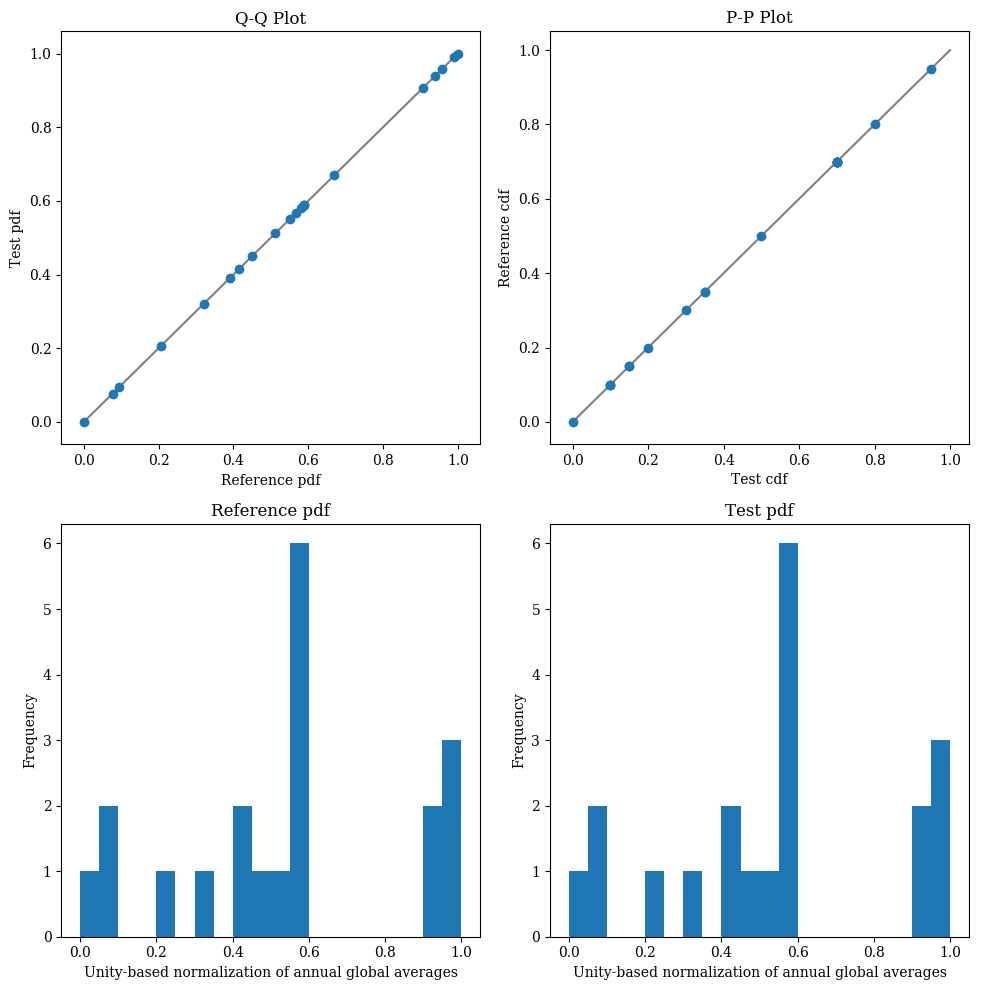 Q-Q Plot
1.0
0.8
0.6
0.4
0.2
0.0
Test pdf
0.0 0.2 0.4 0.6 0.8 1.0
Reference pdf
P-P Plot
1.0
0.8
0.6
0.4
0.2
0.0
Reference cdf
0.0 0.2 0.4 0.6 0.8 1.0
Test cdf
Reference pdf
6
5
4
3
2
1
0
Frequency
0.0 0.2 0.4 0.6 0.8 1.0
Unity-based normalization of annual global averages
Test pdf
6
5
4
3
2
1
0
Frequency
0.0 0.2 0.4 0.6 0.8 1.0
Unity-based normalization of annual global averages